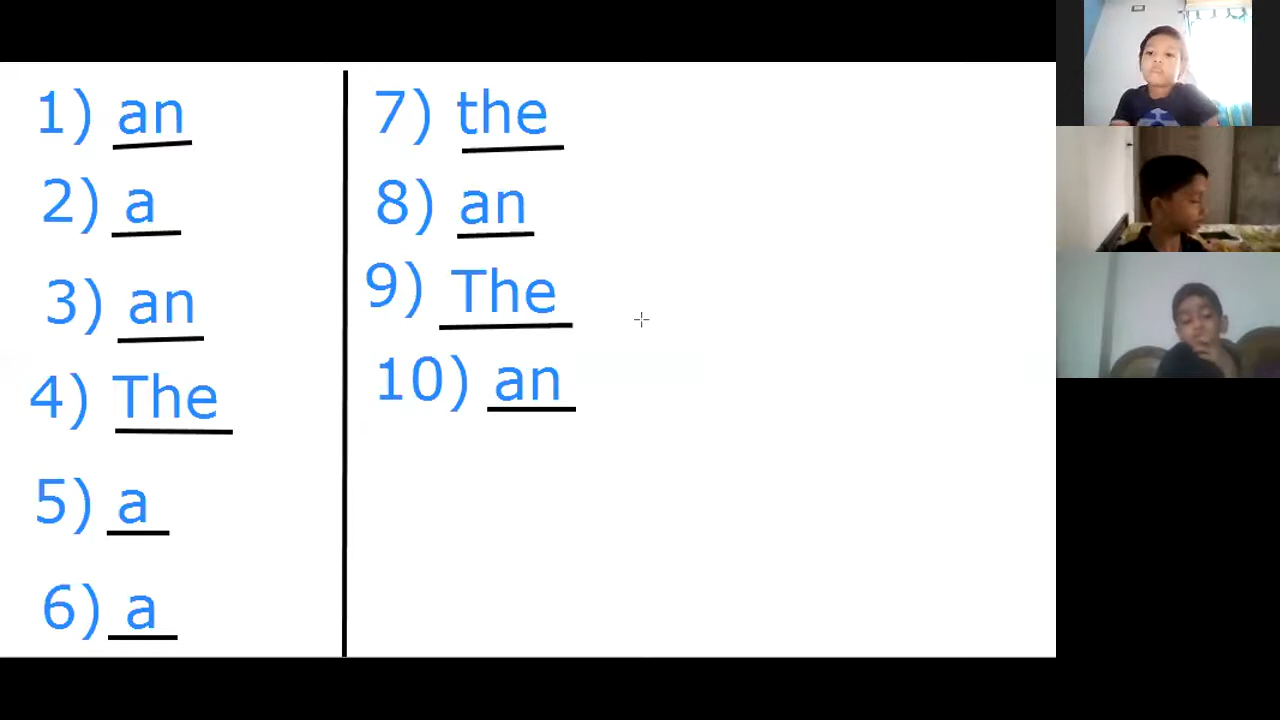 1) an
2) a
3) an
4) The
5) a
6) a
7) the
8) an
9) The
10) an